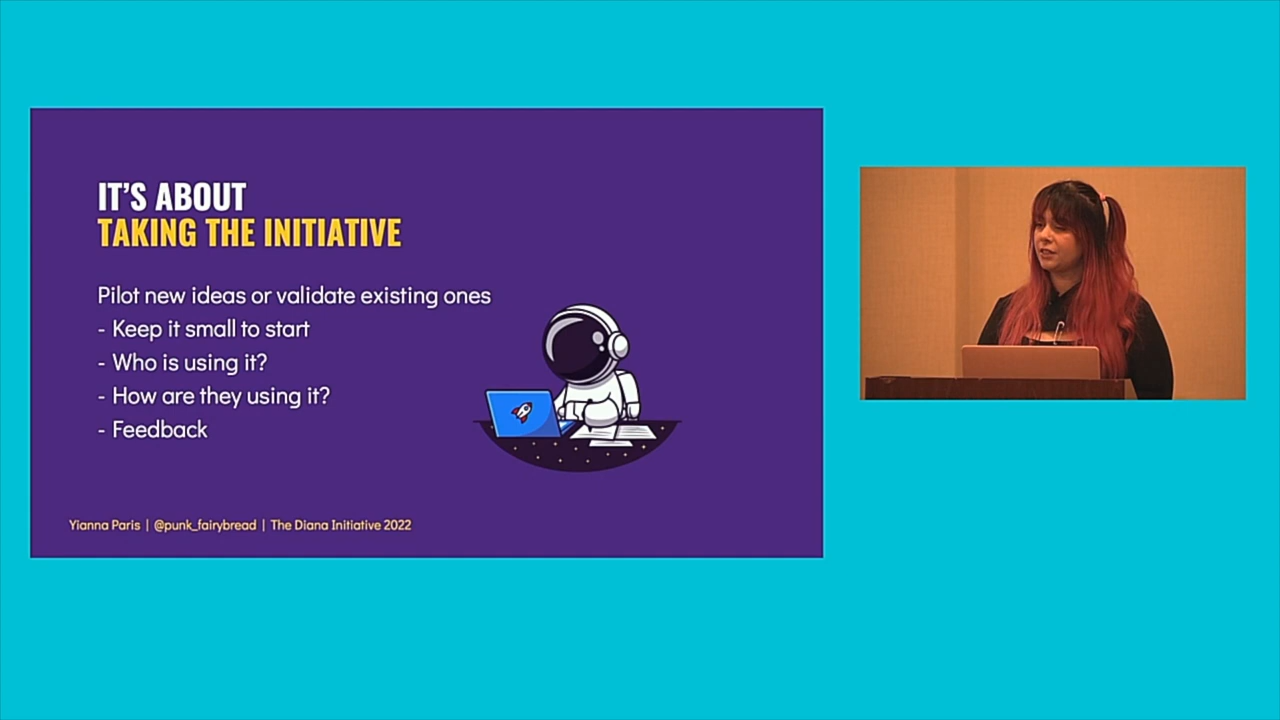 IT'S ABOUT
TAKING THE INITIATIVE
Pilot new ideas or validate existing ones
- Keep it small to start
- Who is using it?
- How are they using it?
- Feedback
Yianna Paris | @punk_fairybread | The Diana Initiative 2022